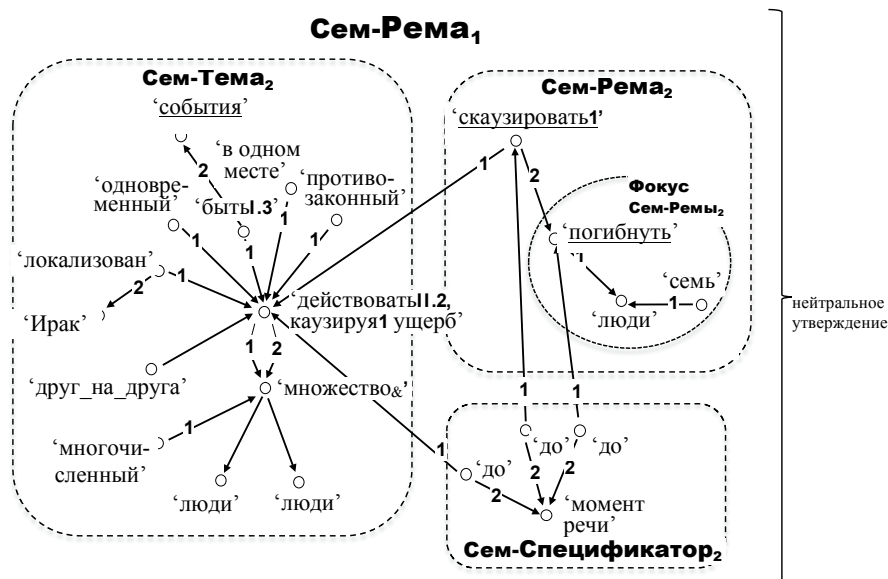 Сем-Рема₁
Сем-Тема₂
‘события’
2
‘в одном
месте’
‘одновре-
менный’
‘бытьI.3’
‘противо-
законный’
1
1
1
1
‘локализован’
1
2
‘Ирак’
‘действоватьII.2,
каузируя1 ущерб’
1
2
‘друг_на_друга’
‘множество&’
‘многочи-
сленный’
1
‘люди’
‘люди’
Сем-Рема₂
‘скаузировать1’
1
2
Фокус
Сем-Ремы₂
‘погибнуть’
‘семь’
1
‘люди’
1
1
1
‘до’
‘до’
‘до’
2
2
2
‘момент
речи’
Сем-Спецификатор₂
нейтральное
утверждение